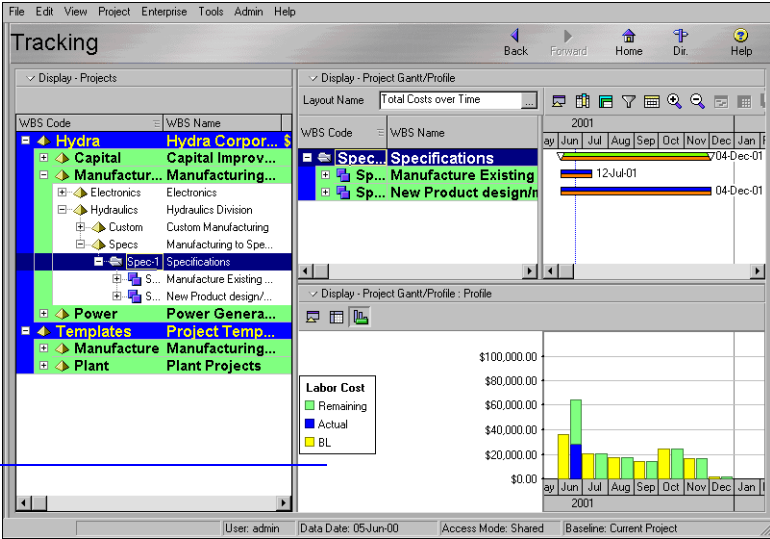 File Edit View Project Enterprise Tools Admin Help
Tracking
Back Forward Home Dir. Help
Display - Projects
WBS Code WBS Name
Hydra Hydra Corpor... $
Capital Capital Improv...
Manufactur... Manufacturing...
Electronics Electronics
Hydraulics Hydraulics Division
Custom Custom Manufacturing
Specs Manufacturing to Spe...
Spec-1 Specifications
S... Manufacture Existing ...
S... New Product design/...
Power Power Genera...
Templates Project Temp...
Manufacture Manufacturing...
Plant Plant Projects
Display - Project Gantt/Profile
Layout Name Total Costs over Time ...
WBS Code WBS Name
2001
ay Jun Jul Aug Sep Oct Nov Dec Jan F
Spec... Specifications
04-Dec-01
Sp... Manufacture Existing
12-Jul-01
Sp... New Product design/m
04-Dec-01
Display - Project Gantt/Profile : Profile
Labor Cost
Remaining
Actual
BL
$100,000.00
$80,000.00
$60,000.00
$40,000.00
$20,000.00
$0.00
ay Jun Jul Aug Sep Oct Nov Dec Jan
2001
User: admin Data Date: 05-Jun-00 Access Mode: Shared Baseline: Current Project